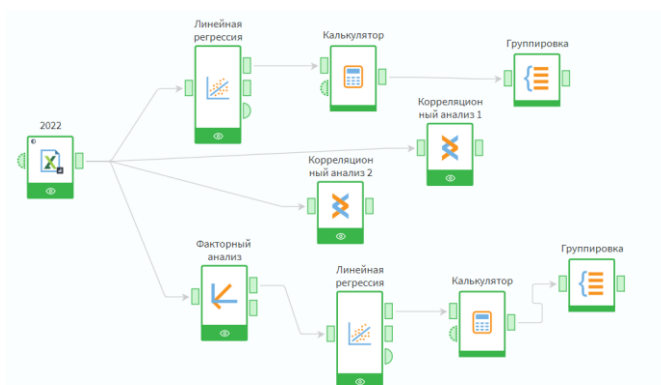 Линейная
регрессия
Калькулятор
Группировка
2022
Корреляцион
ный анализ 1
Корреляцион
ный анализ 2
Факторный
анализ
Линейная
регрессия
Калькулятор
Группировка